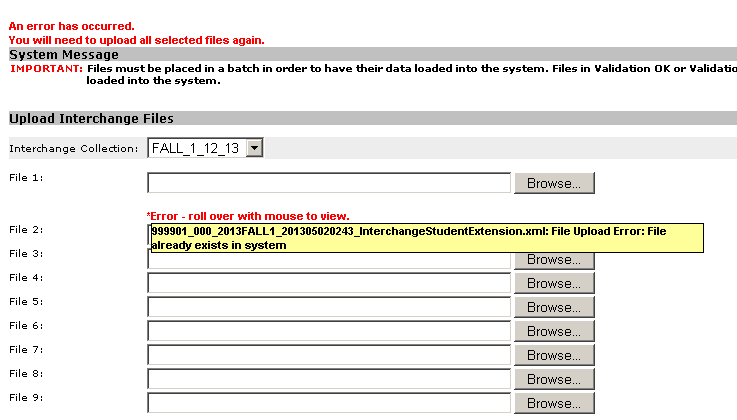 An error has occurred.
You will need to upload all selected files again.
System Message
IMPORTANT: Files must be placed in a batch in order to have their data loaded into the system. Files in Validation OK or Validatio
loaded into the system.
Upload Interchange Files
Interchange Collection: FALL_1_12_13
File 1: Browse...
*Error - roll over with mouse to view.
File 2:
999901_000_2013FALL1_201305020243_InterchangeStudentExtension.xml: File Upload Error: File
already exists in system
File 3: Browse...
File 4: Browse...
File 5: Browse...
File 6: Browse...
File 7: Browse...
File 8: Browse...
File 9: Browse...